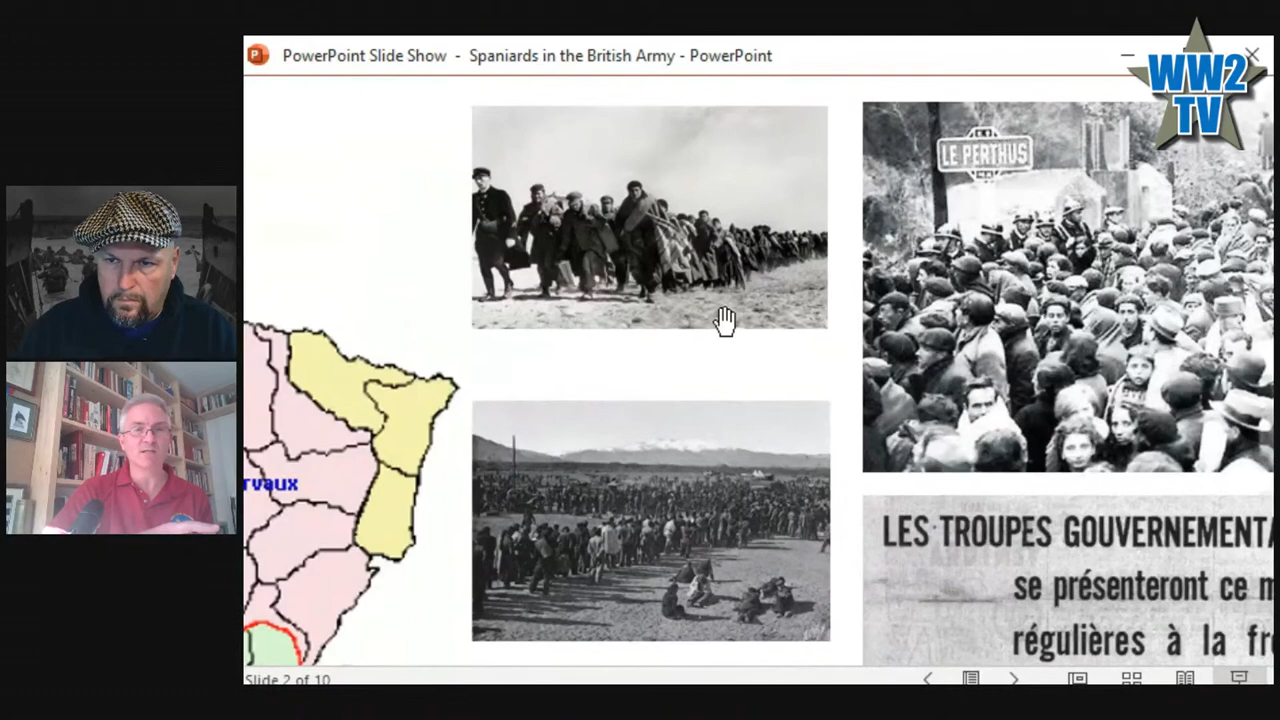 PowerPoint Slide Show - Spaniards in the British Army - PowerPoint
WW2
TV
LE PERTHUS
rvaux
LES TROUPES GOUVERNEMENTA
se présenteront ce m
régulières à la fr
Slide 2 of 10